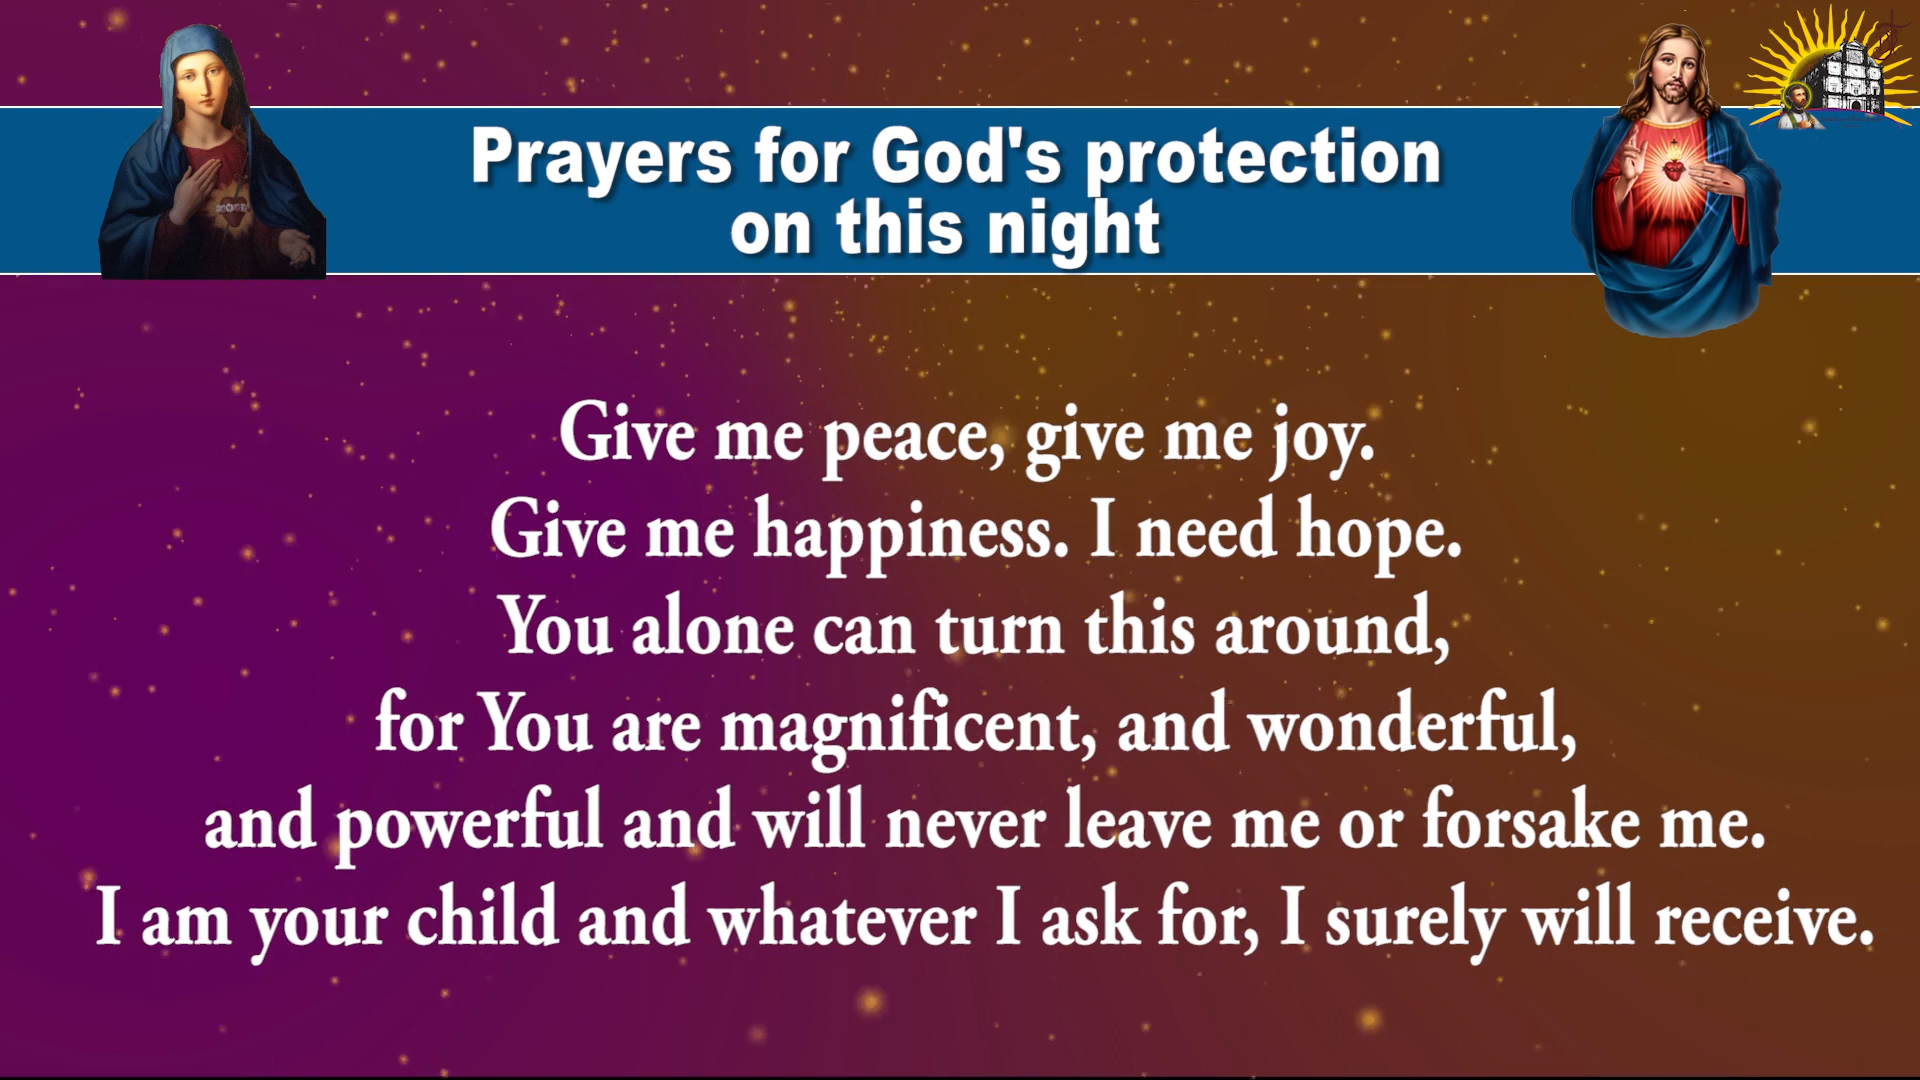 Prayers for God's protection
on this night
Give me peace, give me joy.
Give me happiness. I need hope.
You alone can turn this around,
for You are magnificent, and wonderful,
and powerful and will never leave me or forsake me.
I am your child and whatever I ask for, I surely will receive.